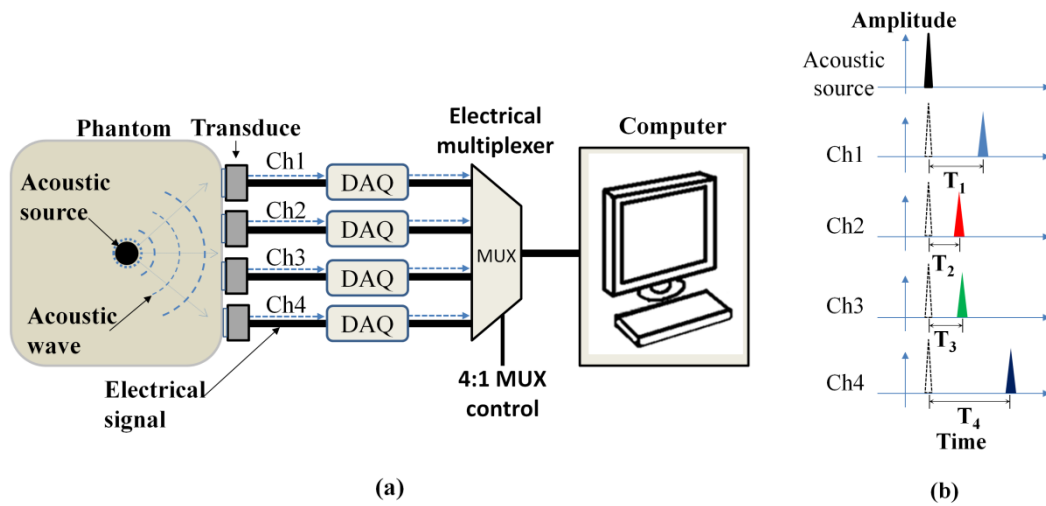 Phantom
Transduce
Acoustic
source
Acoustic
wave
Electrical
signal
Ch1
DAQ
Ch2
DAQ
Ch3
DAQ
Ch4
DAQ
Electrical
multiplexer
MUX
4:1 MUX
control
Computer
(a)
Amplitude
Acoustic
source
Ch1
T1
Ch2
T2
Ch3
T3
Ch4
T4
Time
(b)